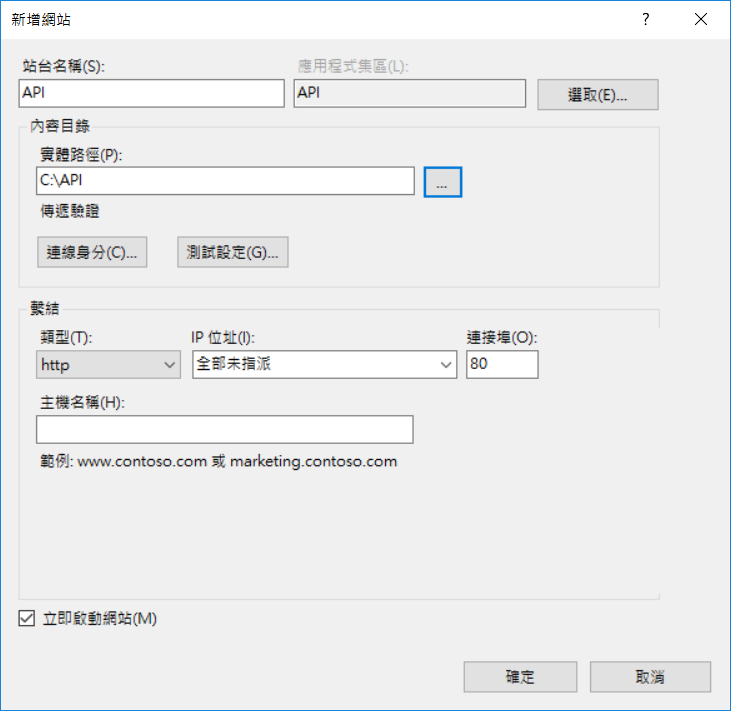 新增網站
?
站台名稱(S):
應用程式集區(L):
API
API
選取(E)...
內容目錄
實體路徑(P):
C:\API
...
傳遞驗證
連線身分(C)...
測試設定(G)...
繫結
類型(T):
IP 位址(I):
連接埠(O):
http
全部未指派
80
主機名稱(H):
範例: www.contoso.com 或 marketing.contoso.com
立即啟動網站(M)
確定
取消